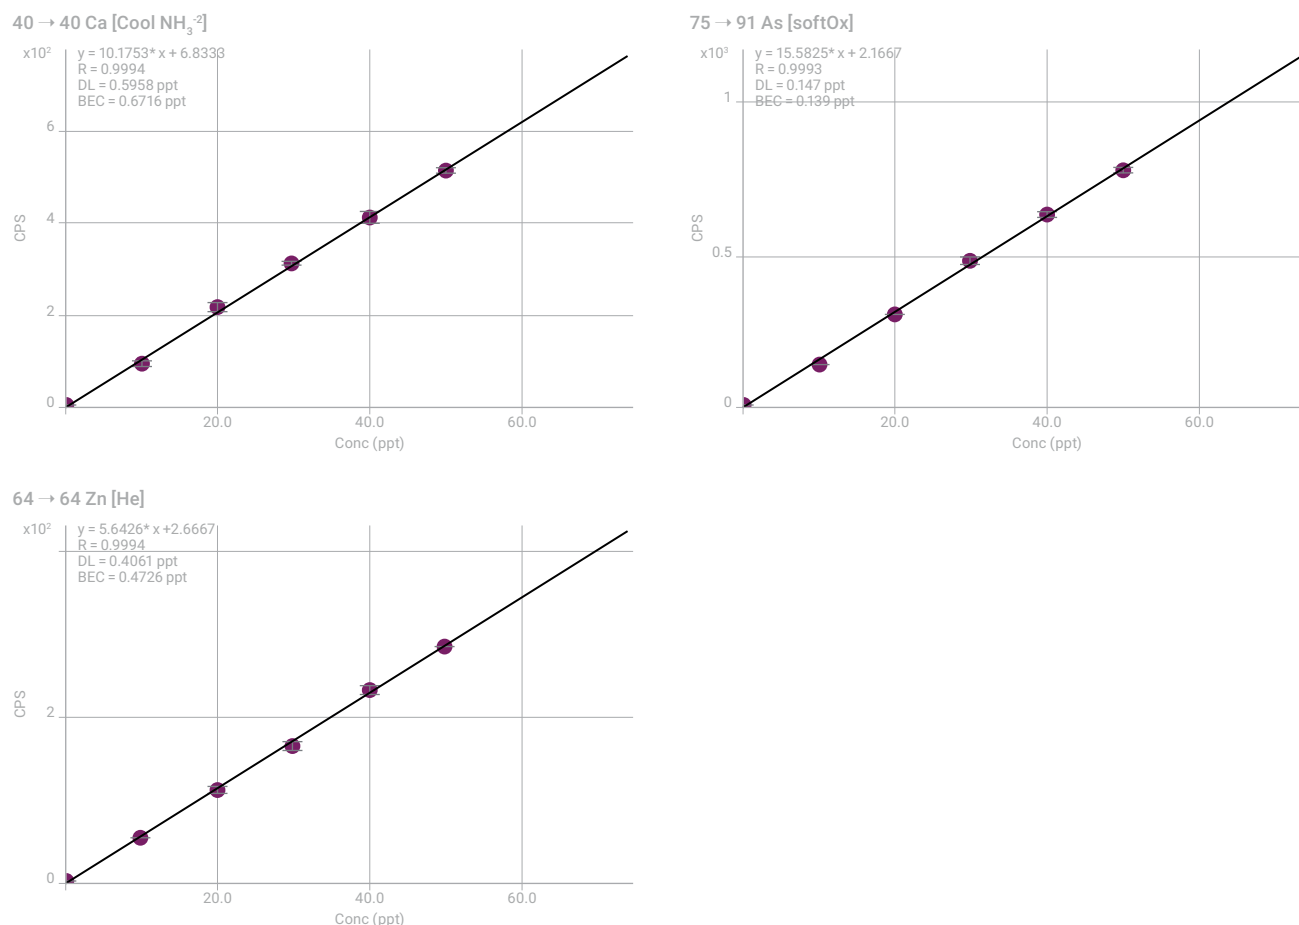 40 → 40 Ca [Cool NH3-2]
x10²
y = 10.1753* x + 6.8333
R = 0.9994
DL = 0.5958 ppt
BEC = 0.6716 ppt
6
4
CPS
2
0
20.0 40.0 60.0
Conc (ppt)
75 → 91 As [softOx]
x10³
y = 15.5825* x + 2.1667
R = 0.9993
DL = 0.147 ppt
BEC = 0.139 ppt
1
CPS
0.5
0
20.0 40.0 60.0
Conc (ppt)
64 → 64 Zn [He]
x10²
y = 5.6426* x +2.6667
R = 0.9994
DL = 0.4061 ppt
BEC = 0.4726 ppt
CPS
2
0
20.0 40.0 60.0
Conc (ppt)